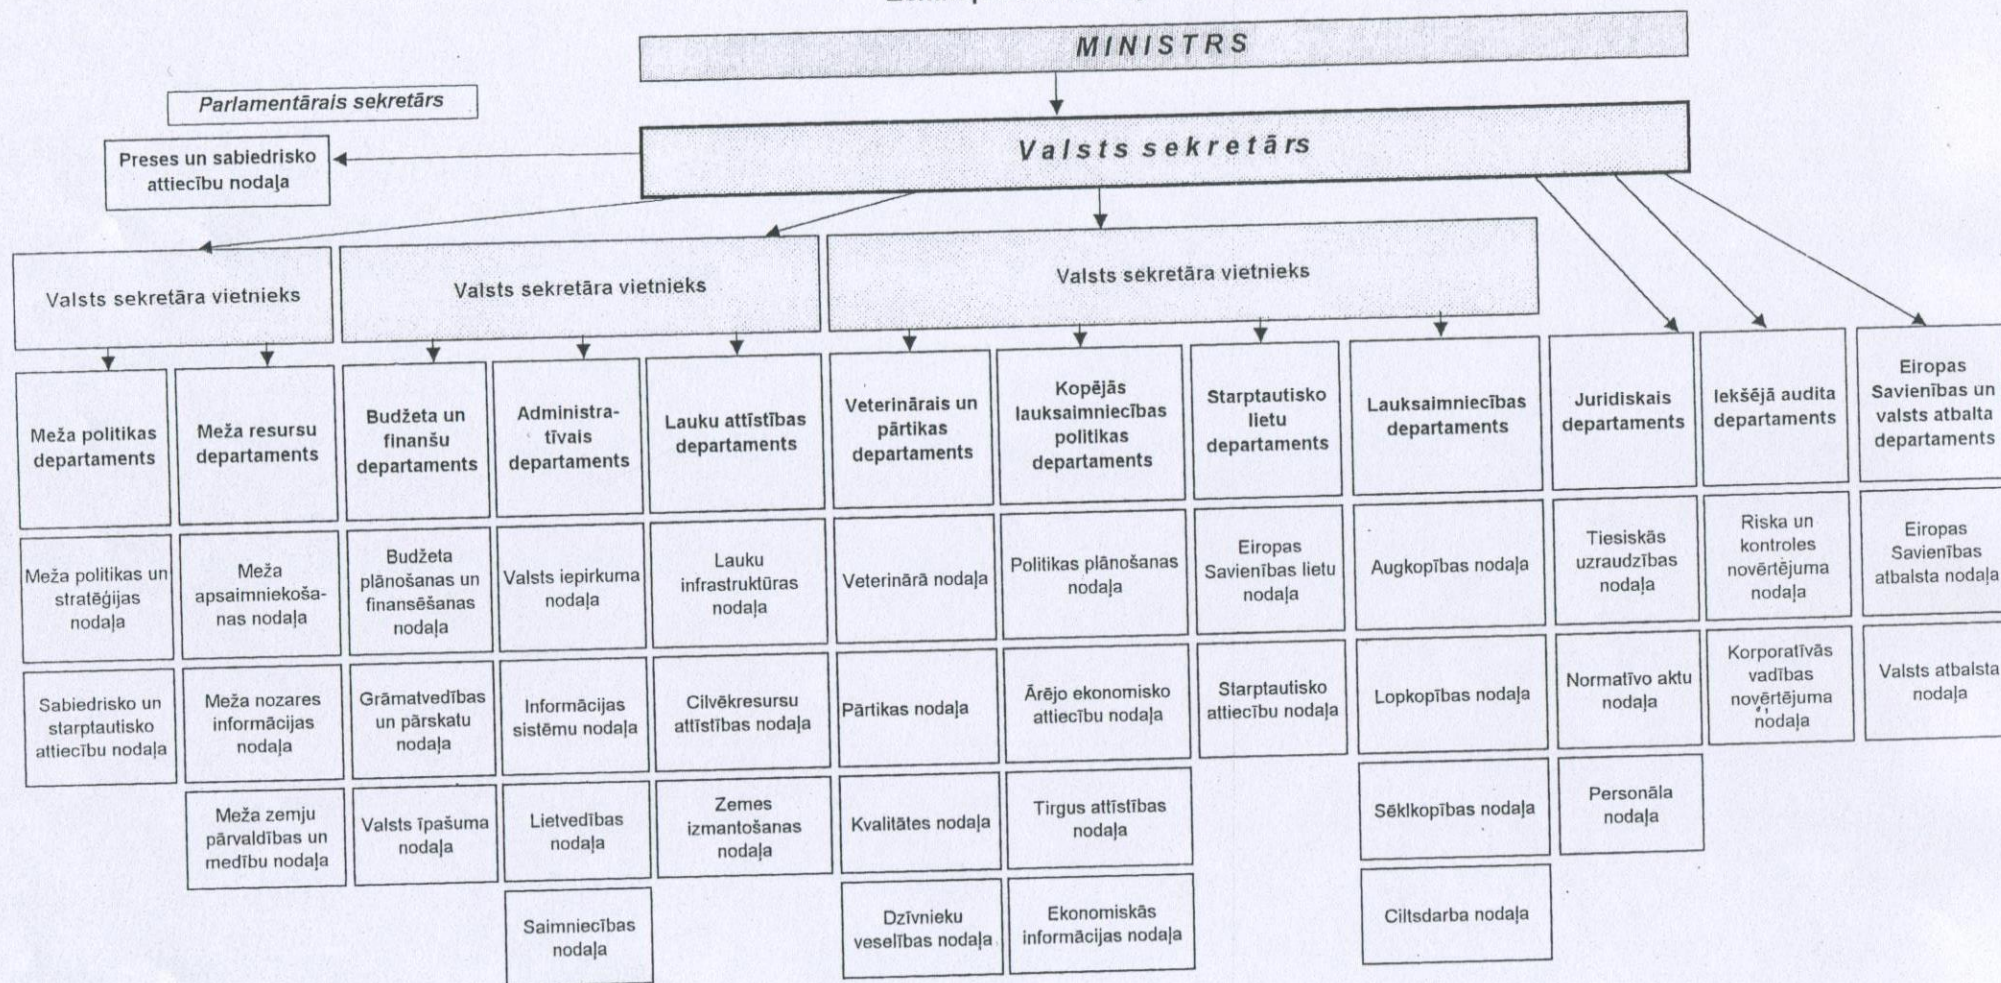 MINISTRS
Parlamentārais sekretārs
Valsts sekretārs
Preses un sabiedrisko
attiecību nodaļa
Valsts sekretāra vietnieks
Valsts sekretāra vietnieks
Valsts sekretāra vietnieks
Meža politikas
departaments
Meža resursu
departaments
Budžeta un
finanšu
departaments
Administra-
tīvais
departaments
Lauku attīstības
departaments
Veterinārais un
pārtikas
departaments
Kopējās
lauksaimniecības
politikas
departaments
Starptautisko
lietu
departaments
Lauksaimniecības
departaments
Juridiskais
departaments
Iekšējā audita
departaments
Eiropas
Savienības un
valsts atbalta
departaments
Meža politikas un
stratēģijas
nodaļa
Meža
apsaimniekoša-
nas nodaļa
Budžeta
plānošanas un
finansēšanas
nodaļa
Valsts iepirkuma
nodaļa
Lauku
infrastruktūras
nodaļa
Veterinārā nodaļa
Politikas plānošanas
nodaļa
Eiropas
Savienības lietu
nodaļa
Augkopības nodaļa
Tiesiskās
uzraudzības
nodaļa
Riska un
kontroles
novērtējuma
nodaļa
Eiropas
Savienības
atbalsta nodaļa
Sabiedrisko un
starptautisko
attiecību nodaļa
Meža nozares
informācijas
nodaļa
Grāmatvedības
un pārskatu
nodaļa
Informācijas
sistēmu nodaļa
Cilvēkresursu
attīstības nodaļa
Pārtikas nodaļa
Ārējo ekonomisko
attiecību nodaļa
Starptautisko
attiecību nodaļa
Lopkopības nodaļa
Normatīvo aktu
nodaļa
Korporatīvās
vadības
novērtējuma
nodaļa
Valsts atbalsta
nodaļa
Meža zemju
pārvaldības un
medību nodaļa
Valsts īpašuma
nodaļa
Lietvedības
nodaļa
Zemes
izmantošanas
nodaļa
Kvalitātes nodaļa
Tirgus attīstības
nodaļa
Sēklkopības nodaļa
Personāla
nodaļa
Saimniecības
nodaļa
Dzīvnieku
veselības nodaļa
Ekonomiskās
informācijas nodaļa
Ciltsdarba nodaļa